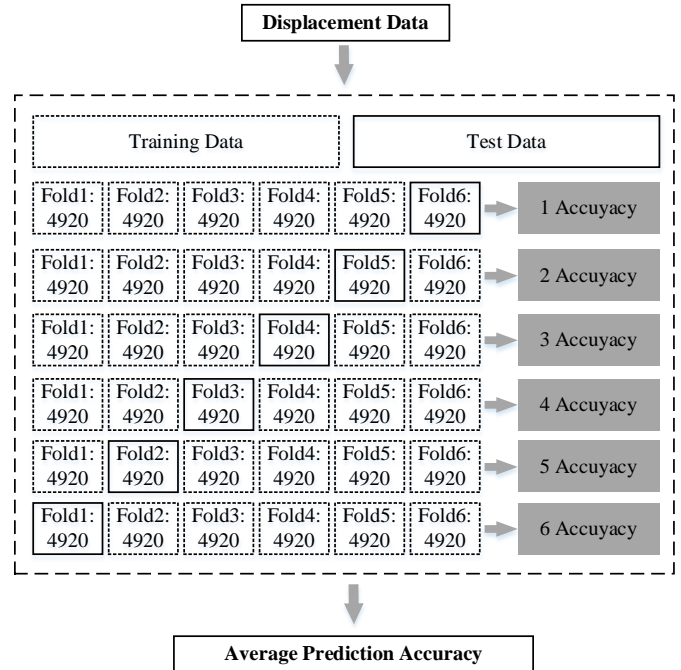 Displacement Data
Training Data Test Data
Fold1: Fold2: Fold3: Fold4: Fold5: Fold6:
4920 4920 4920 4920 4920 4920
1 Accuyacy
Fold1: Fold2: Fold3: Fold4: Fold5: Fold6:
4920 4920 4920 4920 4920 4920
2 Accuyacy
Fold1: Fold2: Fold3: Fold4: Fold5: Fold6:
4920 4920 4920 4920 4920 4920
3 Accuyacy
Fold1: Fold2: Fold3: Fold4: Fold5: Fold6:
4920 4920 4920 4920 4920 4920
4 Accuyacy
Fold1: Fold2: Fold3: Fold4: Fold5: Fold6:
4920 4920 4920 4920 4920 4920
5 Accuyacy
Fold1: Fold2: Fold3: Fold4: Fold5: Fold6:
4920 4920 4920 4920 4920 4920
6 Accuyacy
Average Prediction Accuracy